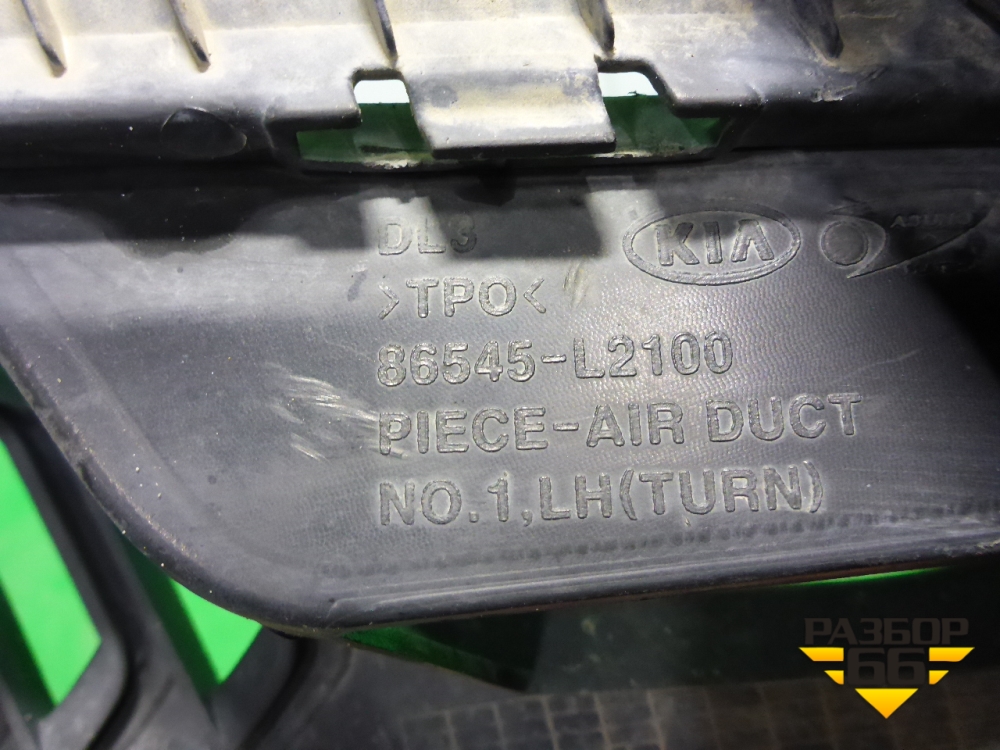 DL3
KIA
>TPO<
86545-L2100
PIECE-AIR DUCT
NO.1,LH(TURN)
РАЗБОР
66